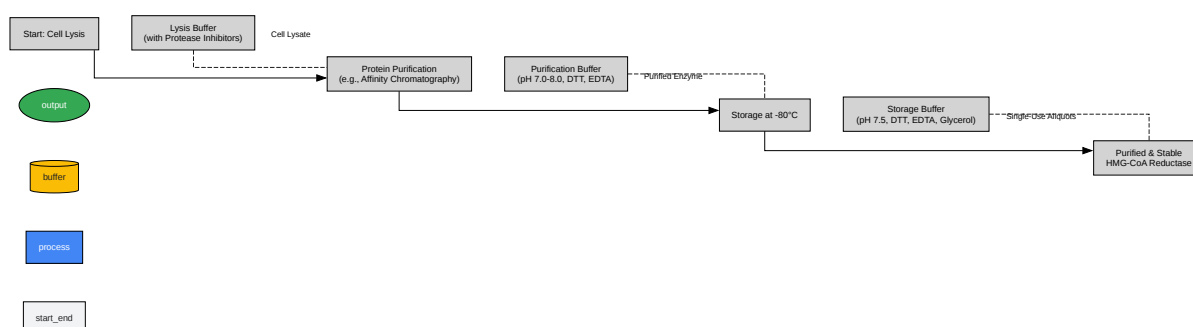 Start: Cell Lysis
Lysis Buffer
(with Protease Inhibitors)
Cell Lysate
Protein Purification
(e.g., Affinity Chromatography)
Purification Buffer
(pH 7.0-8.0, DTT, EDTA)
Purified Enzyme
Storage at -80°C
Storage Buffer
(pH 7.5, DTT, EDTA, Glycerol)
Single-Use Aliquots
Purified & Stable
HMG-CoA Reductase
output
buffer
process
start_end